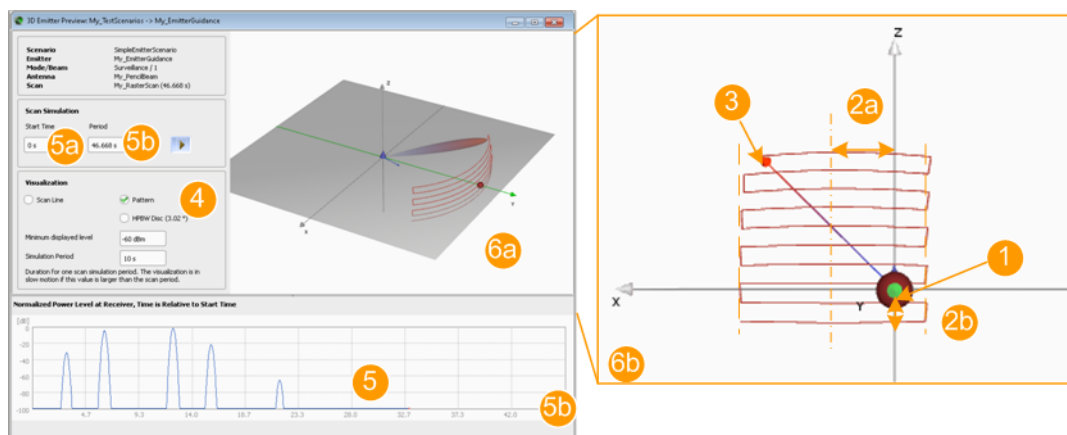 3D Emitter Preview: My_TestScenarios -> My_EmitterGuidance
Scenario SimpleEmitterScenario
Emitter My_EmitterGuidance
Mode/Beam Surveillance / 1
Antenna My_PencilBeam
Scan My_RasterScan (46.668 s)
Scan Simulation
Start Time Period
0 s 5a 46.668 s 5b
Visualization
Scan Line Pattern 4
HPBW Disc (3.02 °)
Minimum displayed level -60 dBm
Simulation Period 10 s
Duration for one scan simulation period. The visualization is in
slow motion if this value is larger than the scan period.
Z
X
Y
6a
Normalized Power Level at Receiver, Time is Relative to Start Time
[dB]
0
-20
-40
-60
-80
-100
5
5b
4.7 9.3 14.0 18.7 23.3 28.0 32.7 37.3 42.0
Z
2a
3
1
X
Y
2b
6b